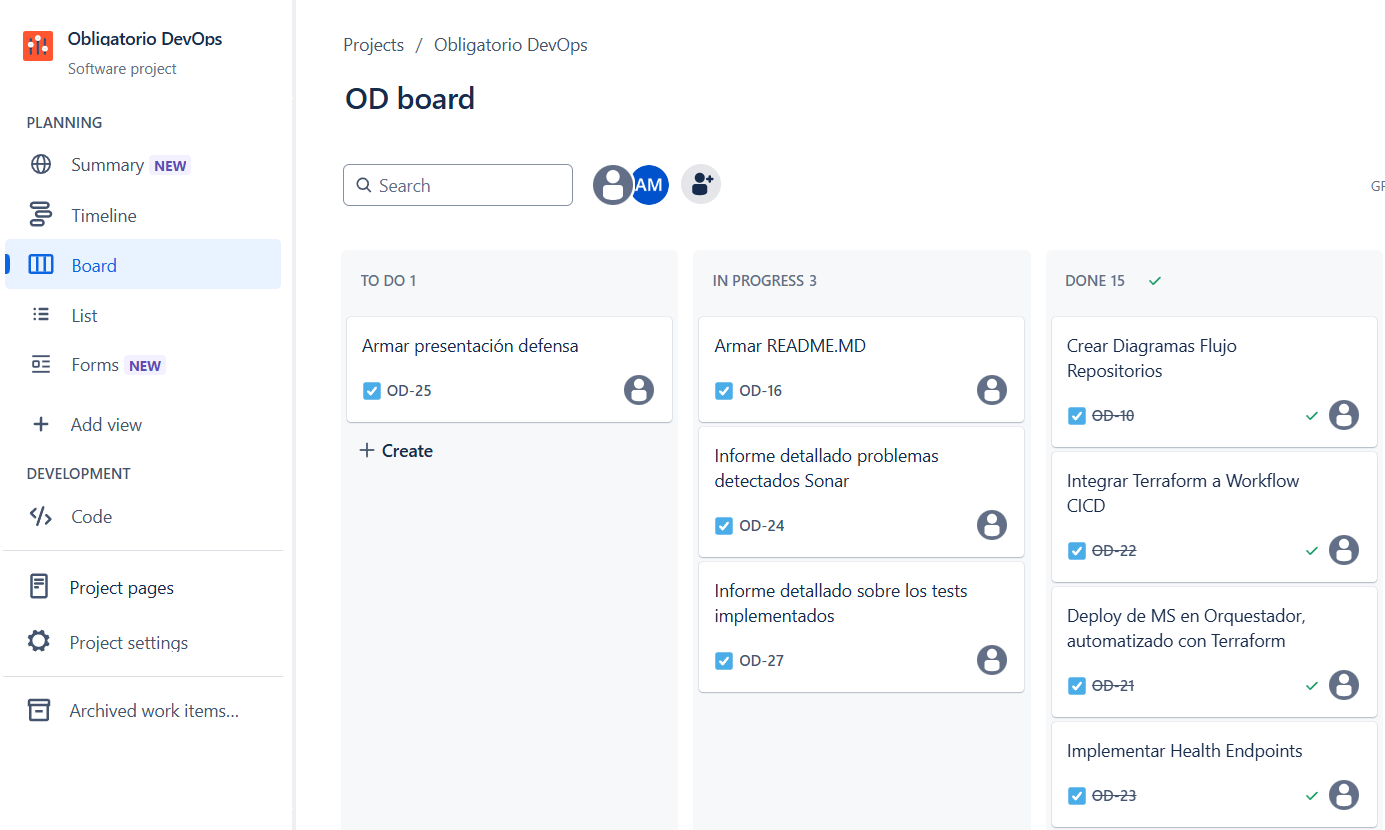 Obligatorio DevOps
Software project
PLANNING
Summary NEW
Timeline
Board
List
Forms NEW
Add view
DEVELOPMENT
Code
Project pages
Project settings
Archived work items...
Projects / Obligatorio DevOps
OD board
Search
AM
TO DO 1
Armar presentación defensa
OD-25
+ Create
IN PROGRESS 3
Armar README.MD
OD-16
Informe detallado problemas
detectados Sonar
OD-24
Informe detallado sobre los tests
implementados
OD-27
DONE 15
Crear Diagramas Flujo
Repositorios
OD-10
Integrar Terraform a Workflow
CICD
OD-22
Deploy de MS en Orquestador,
automatizado con Terraform
OD-21
Implementar Health Endpoints
OD-23